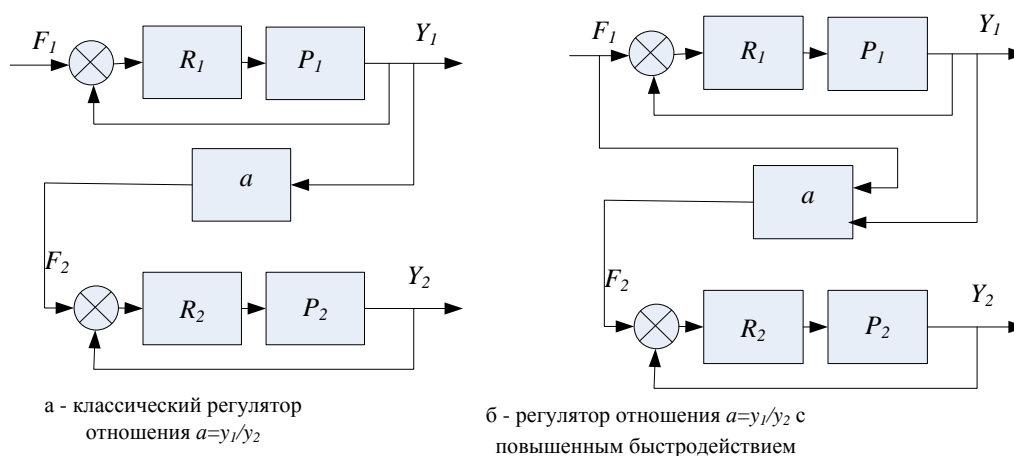 F1 R1 P1 Y1
a
F2 R2 P2 Y2
а - классический регулятор
отношения a=y1/y2
F1 R1 P1 Y1
a
F2 R2 P2 Y2
б - регулятор отношения a=y1/y2 с
повышенным быстродействием